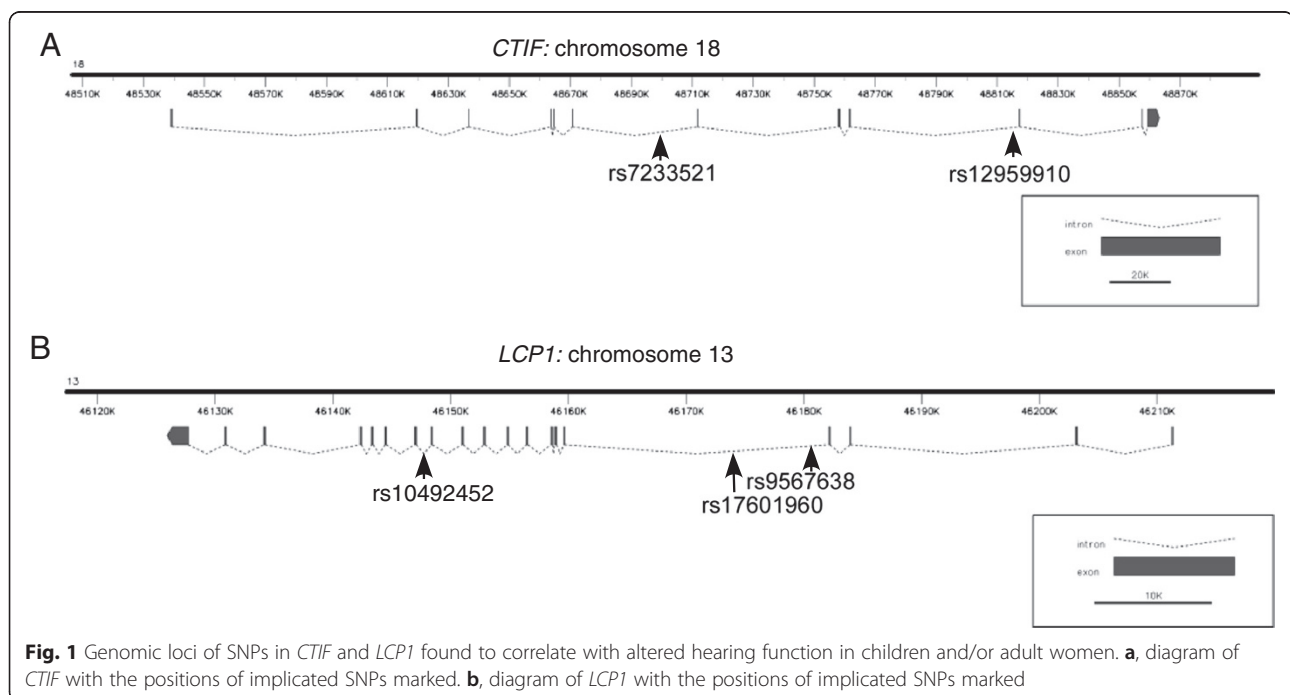 A
CTIF: chromosome 18
18
48510K 48530K 48550K 48570K 48590K 48610K 48630K 48650K 48670K 48690K 48710K 48730K 48750K 48770K 48790K 48810K 48830K 48850K 48870K
rs7233521 rs12959910
intron
exon
20K
B
LCP1: chromosome 13
13
46120K 46130K 46140K 46150K 46160K 46170K 46180K 46190K 46200K 46210K
rs10492452 rs9567638
rs17601960
intron
exon
10K
Fig. 1 Genomic loci of SNPs in CTIF and LCP1 found to correlate with altered hearing function in children and/or adult women. a, diagram of
CTIF with the positions of implicated SNPs marked. b, diagram of LCP1 with the positions of implicated SNPs marked